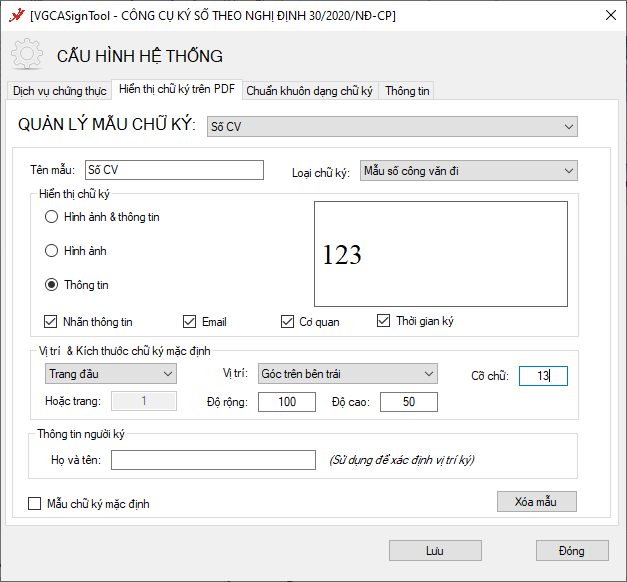 [VGCASignTool - CÔNG CỤ KÝ SỐ THEO NGHỊ ĐỊNH 30/2020/NĐ-CP]
CẤU HÌNH HỆ THỐNG
Dịch vụ chứng thực Hiển thị chữ ký trên PDF Chuẩn khuôn dạng chữ ký Thông tin
QUẢN LÝ MẪU CHỮ KÝ: Số CV
Tên mẫu: Số CV Loại chữ ký: Mẫu số công văn đi
Hiển thị chữ ký
Hình ảnh & thông tin
Hình ảnh
123
Thông tin
Nhãn thông tin Email Cơ quan Thời gian ký
Vị trí & Kích thước chữ ký mặc định
Trang đầu Vị trí: Góc trên bên trái Cỡ chữ: 13
Hoặc trang: 1 Độ rộng: 100 Độ cao: 50
Thông tin người ký
Họ và tên: (Sử dụng để xác định vị trí ký)
Mẫu chữ ký mặc định Xóa mẫu
Lưu Đóng